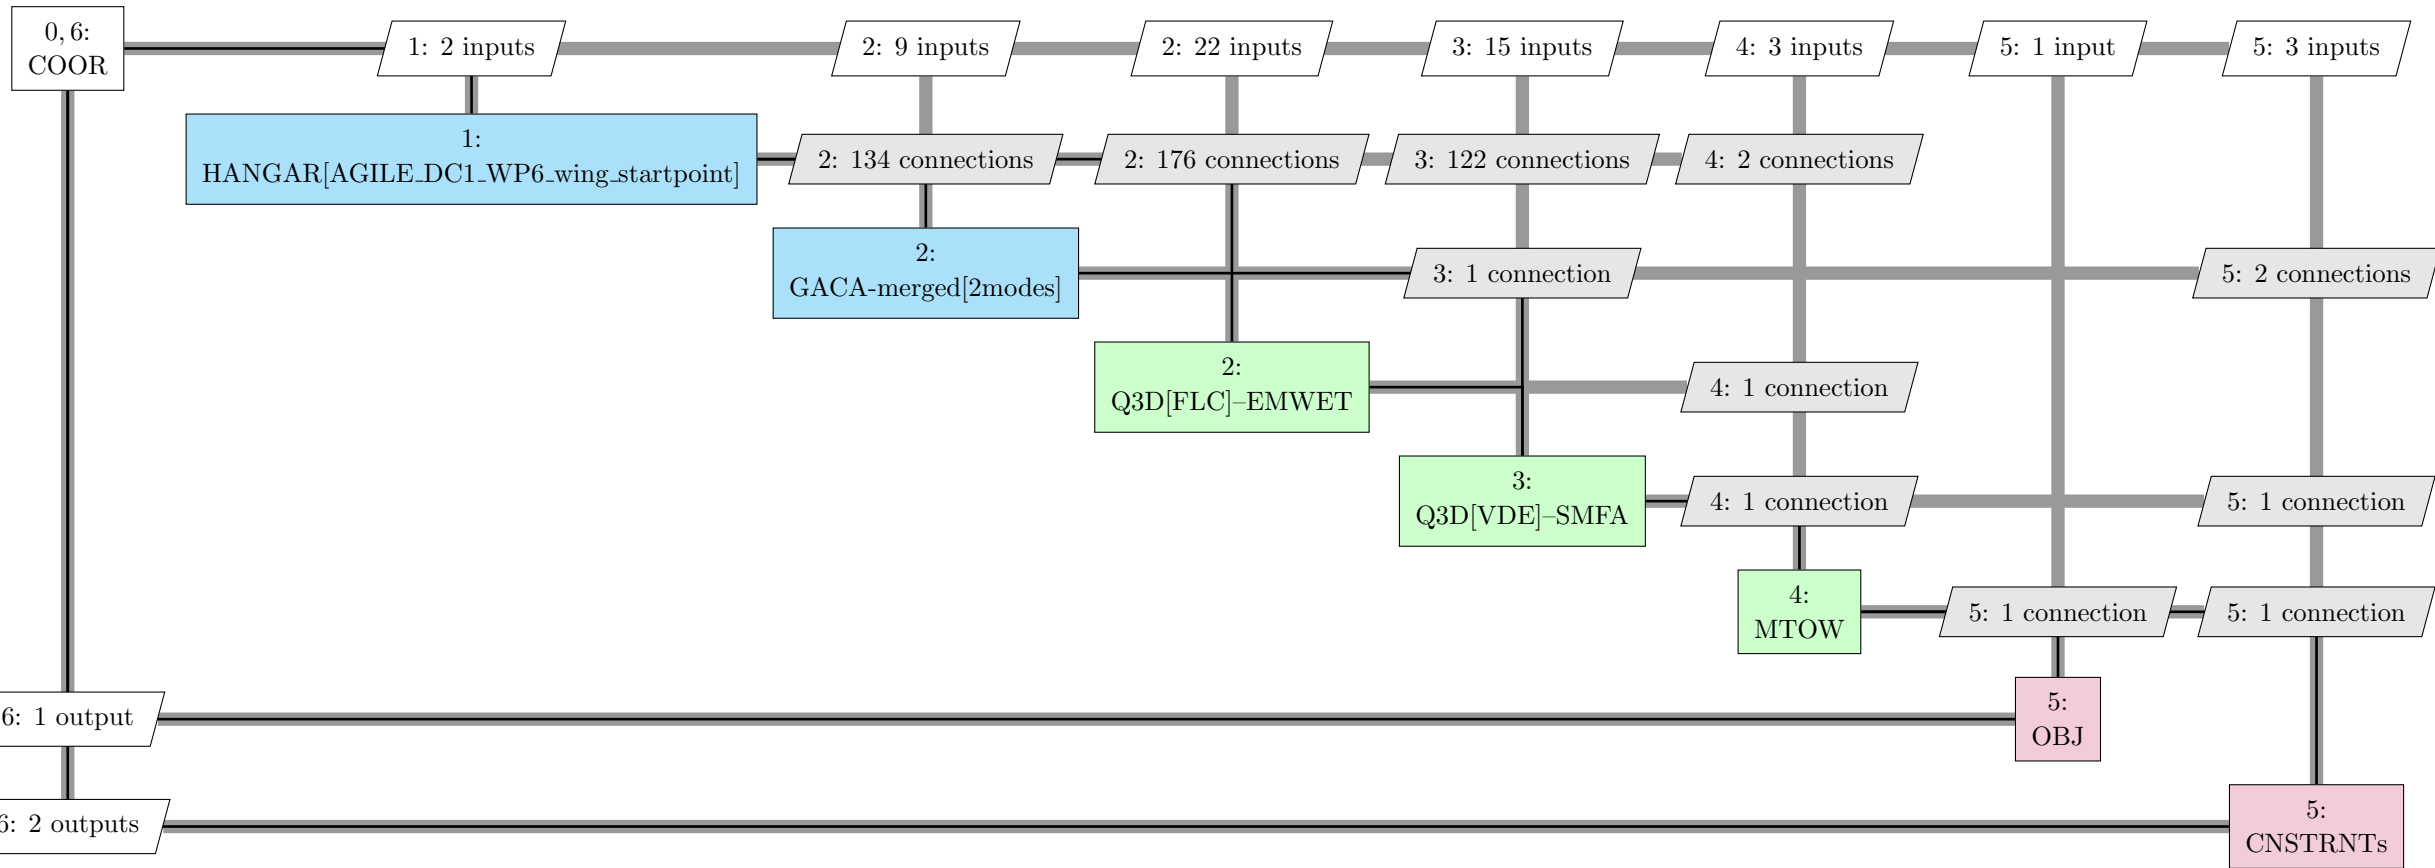 0, 6:
COOR
1: 2 inputs
2: 9 inputs
2: 22 inputs
3: 15 inputs
4: 3 inputs
5: 1 input
5: 3 inputs
1:
HANGAR[AGILE_DC1_WP6_wing_startpoint]
2: 134 connections
2: 176 connections
3: 122 connections
4: 2 connections
2:
GACA-merged[2modes]
3: 1 connection
5: 2 connections
2:
Q3D[FLC]–EMWET
4: 1 connection
3:
Q3D[VDE]–SMFA
4: 1 connection
5: 1 connection
4:
MTOW
5: 1 connection
5: 1 connection
6: 1 output
5:
OBJ
6: 2 outputs
5:
CNSTRNTs